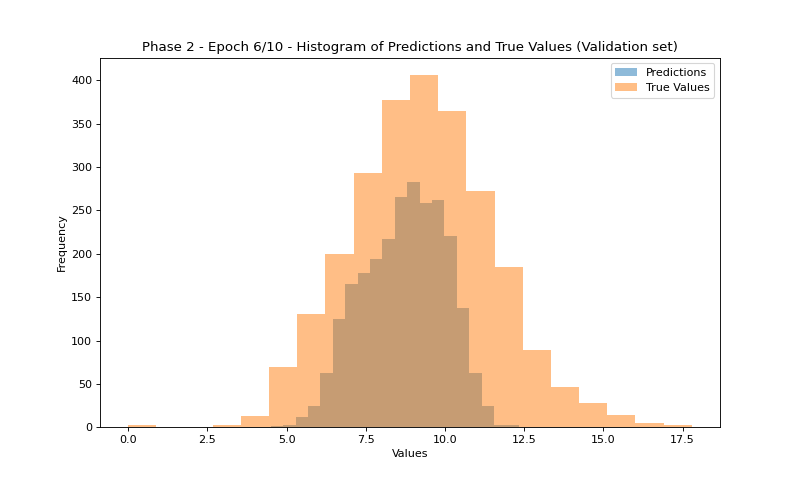 Phase 2 - Epoch 6/10 - Histogram of Predictions and True Values (Validation set)
Predictions
True Values
400
350
300
250
200
150
100
50
0
Frequency
0.0 2.5 5.0 7.5 10.0 12.5 15.0 17.5
Values